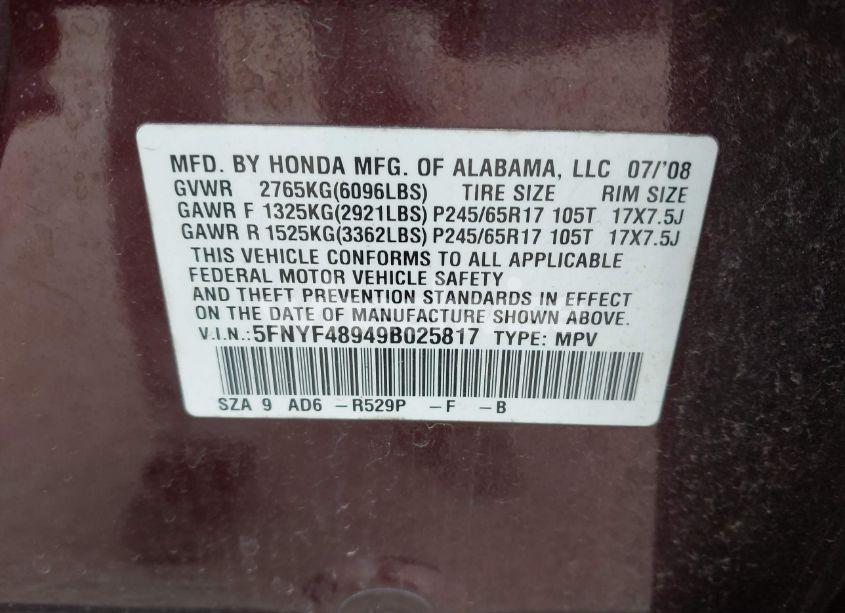 MFD. BY HONDA MFG. OF ALABAMA, LLC 07/'08
GVWR 2765KG(6096LBS) TIRE SIZE RIM SIZE
GAWR F 1325KG(2921LBS) P245/65R17 105T 17X7.5J
GAWR R 1525KG(3362LBS) P245/65R17 105T 17X7.5J
THIS VEHICLE CONFORMS TO ALL APPLICABLE
FEDERAL MOTOR VEHICLE SAFETY
AND THEFT PREVENTION STANDARDS IN EFFECT
ON THE DATE OF MANUFACTURE SHOWN ABOVE.
V.I.N.:5FNYF48949B025817 TYPE: MPV
SZA 9 AD6 -R529P -F -B